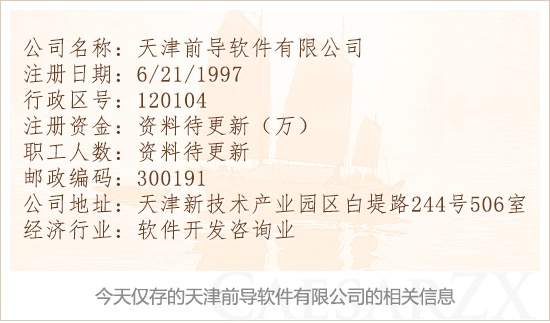 公司名称：天津前导软件有限公司
注册日期：6/21/1997
行政区号：120104
注册资金：资料待更新（万）
职工人数：资料待更新
邮政编码：300191
公司地址：天津新技术产业园区白堤路244号506室
经济行业：软件开发咨询业
今天仅存的天津前导软件有限公司的相关信息
CAESARZX